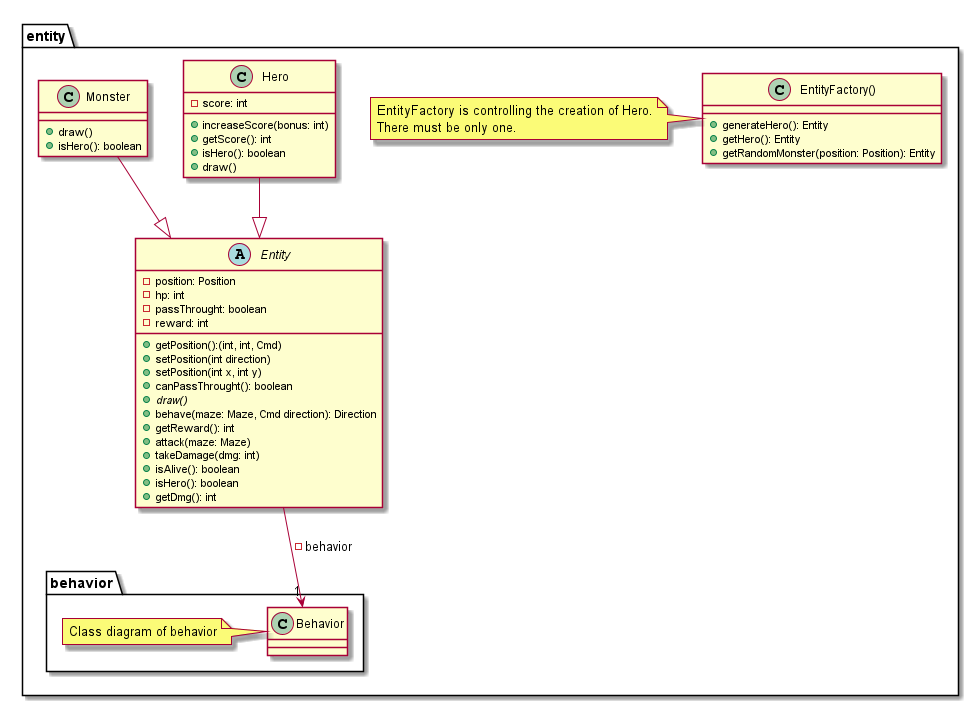 entity
C Monster
draw()
isHero(): boolean
C Hero
score: int
increaseScore(bonus: int)
getScore(): int
isHero(): boolean
draw()
EntityFactory is controlling the creation of Hero.
There must be only one.
C EntityFactory()
generateHero(): Entity
getHero(): Entity
getRandomMonster(position: Position): Entity
A Entity
position: Position
hp: int
passThrought: boolean
reward: int
getPosition():(int, int, Cmd)
setPosition(int direction)
setPosition(int x, int y)
canPassThrought(): boolean
draw()
behave(maze: Maze, Cmd direction): Direction
getReward(): int
attack(maze: Maze)
takeDamage(dmg: int)
isAlive(): boolean
isHero(): boolean
getDmg(): int
behavior
1
behavior
Class diagram of behavior
C Behavior